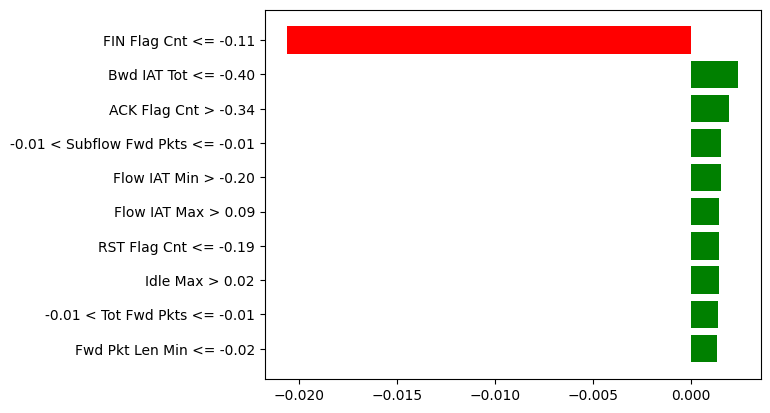 FIN Flag Cnt <= -0.11
Bwd IAT Tot <= -0.40
ACK Flag Cnt > -0.34
-0.01 < Subflow Fwd Pkts <= -0.01
Flow IAT Min > -0.20
Flow IAT Max > 0.09
RST Flag Cnt <= -0.19
Idle Max > 0.02
-0.01 < Tot Fwd Pkts <= -0.01
Fwd Pkt Len Min <= -0.02
−0.020 −0.015 −0.010 −0.005 0.000